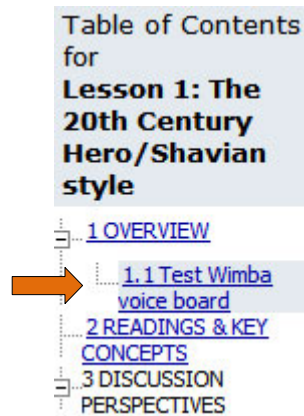 Table of Contents
for
Lesson 1: The
20th Century
Hero/Shavian
style
1 OVERVIEW
1.1 Test Wimba
voice board
2 READINGS & KEY
CONCEPTS
3 DISCUSSION
PERSPECTIVES